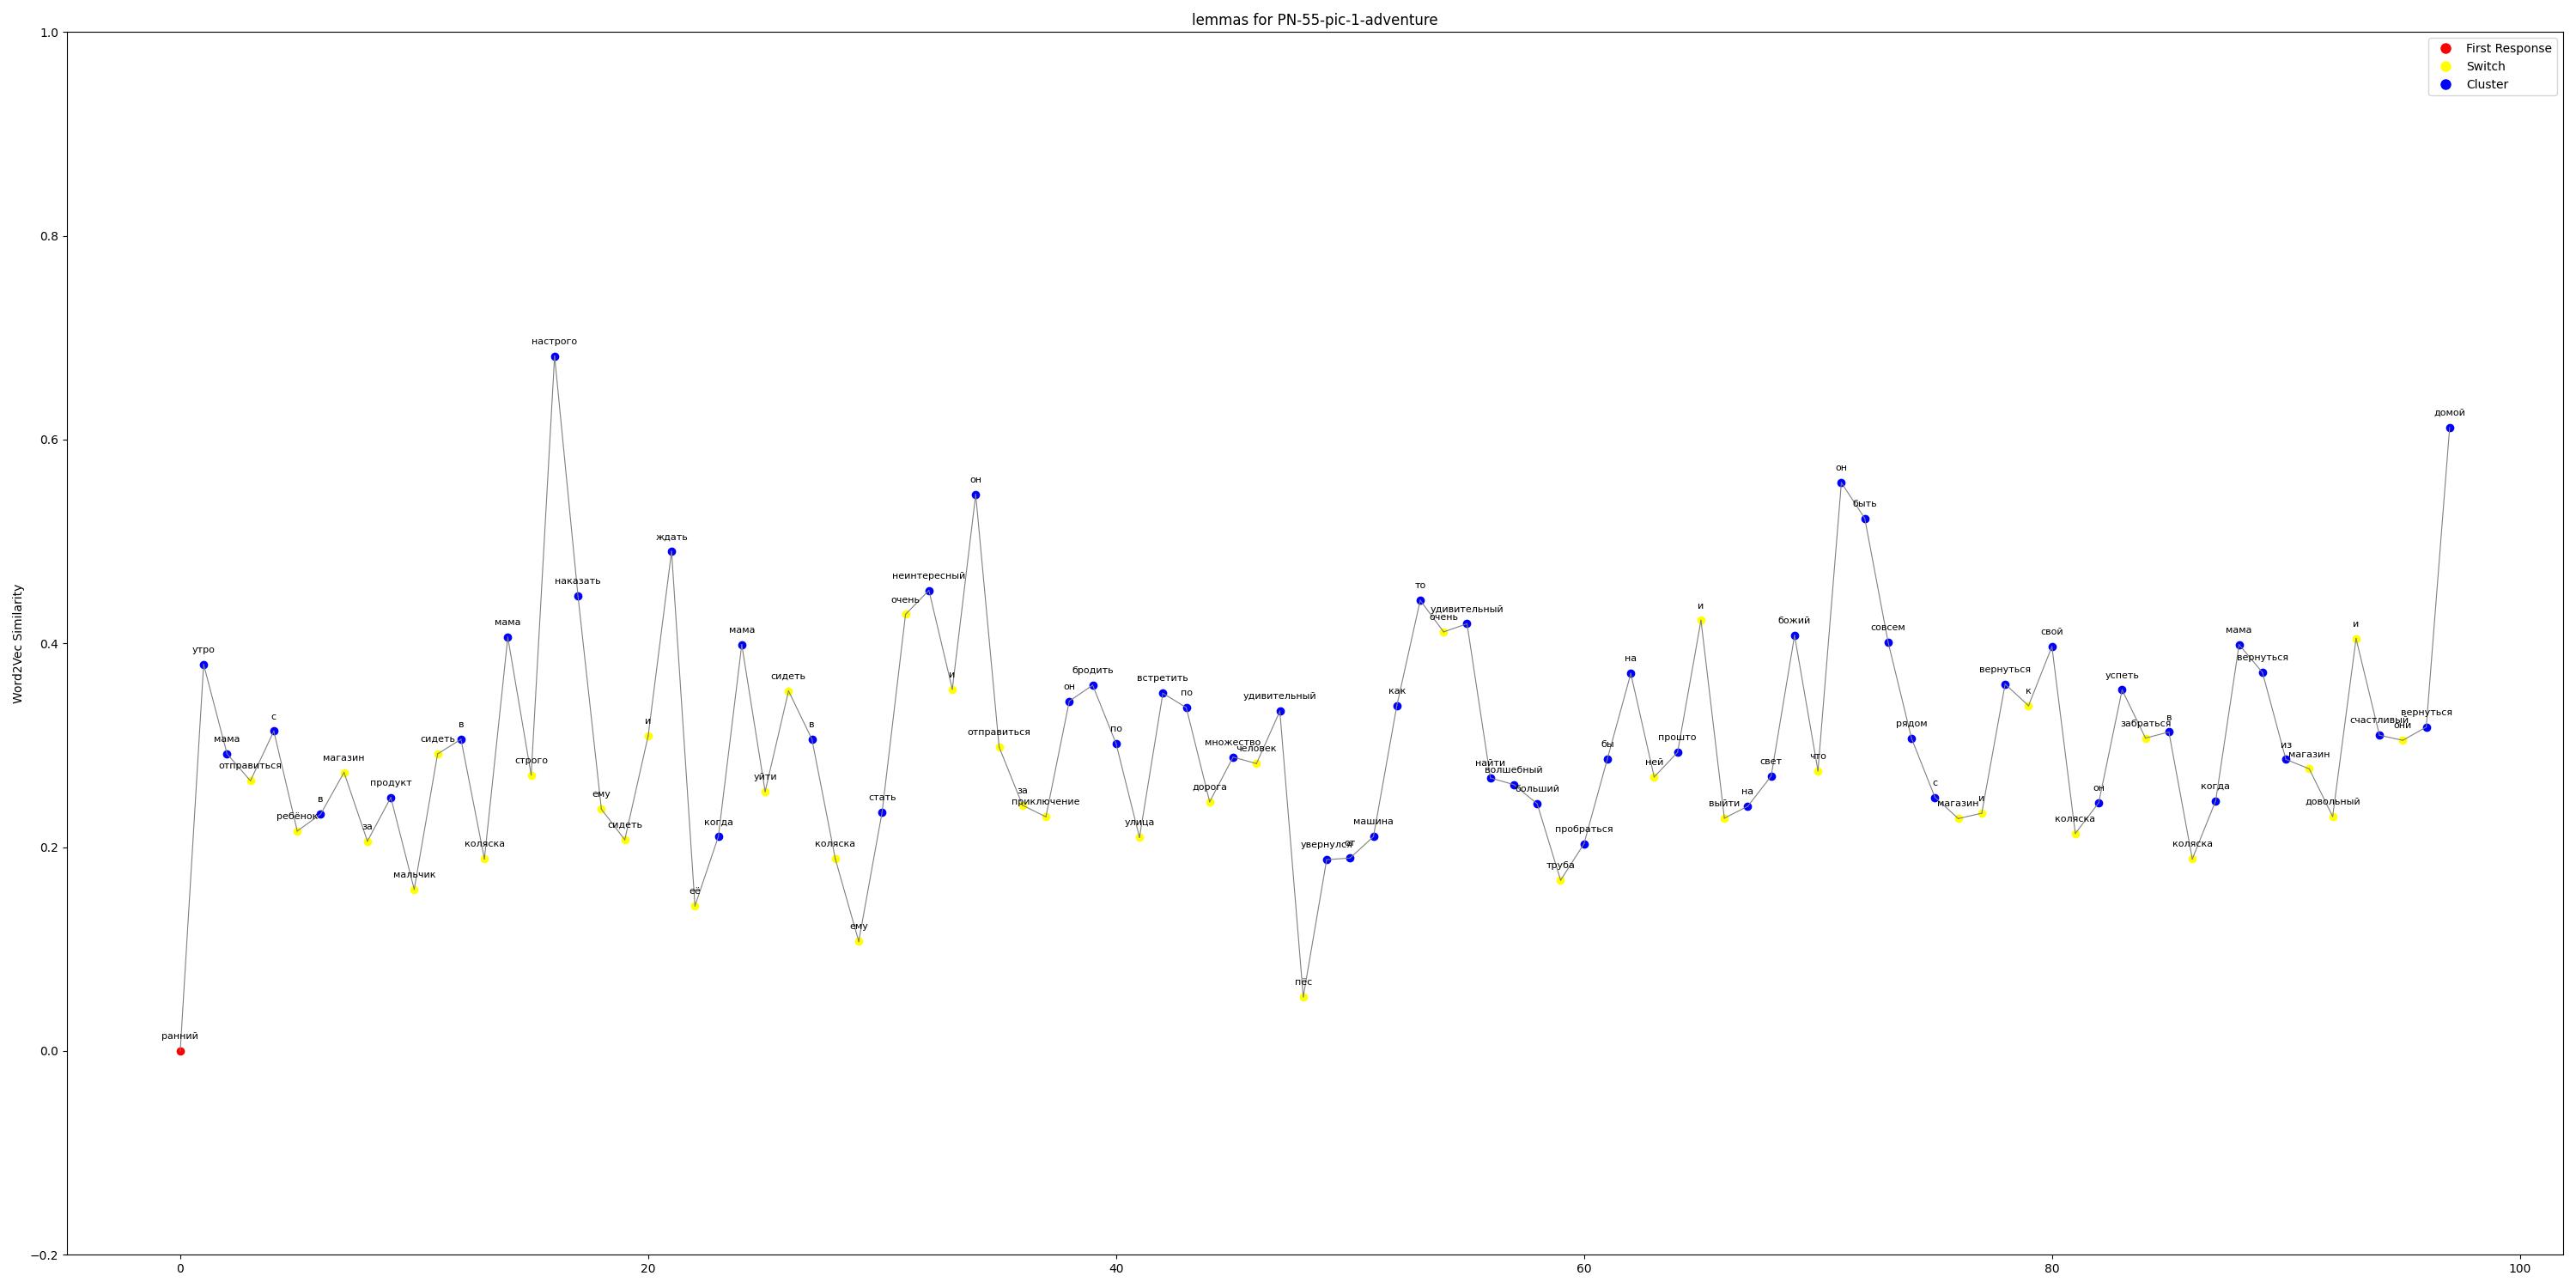 lemmas for PN-55-pic-1-adventure
First Response
Switch
Cluster
Word2Vec Similarity
1.0
0.8
0.6
0.4
0.2
0.0
−0.2
ранний
утро
мама
отправиться
с
ребёнок
в
магазин
за
продукт
мальчик
сидеть
в
коляска
мама
строго
настрого
наказать
ему
сидеть
и
ждать
её
когда
мама
уйти
сидеть
в
коляска
ему
стать
очень
неинтересный
и
он
отправиться
за
приключение
он
бродить
по
улица
встретить
по
дорога
множество
человек
удивительный
пёс
увернулся
от
машина
как
то
очень
удивительный
найти
волшебный
больший
труба
пробраться
бы
на
ней
прошто
и
выйти
на
свет
божий
что
он
быть
совсем
рядом
с
магазин
и
вернуться
к
свой
коляска
он
успеть
забраться
в
коляска
когда
мама
вернуться
из
магазин
довольный
и
счастливый
они
вернуться
домой
0
20
40
60
80
100